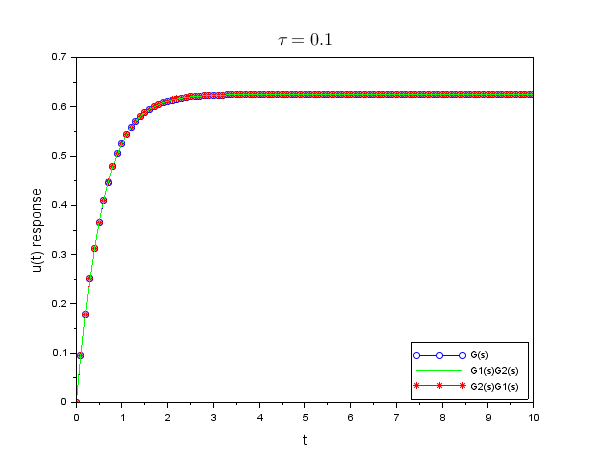 τ = 0.1
0.7
0.6
0.5
0.4
0.3
0.2
0.1
0
u(t) response
0 1 2 3 4 5 6 7 8 9 10
t
G(s)
G1(s)G2(s)
G2(s)G1(s)